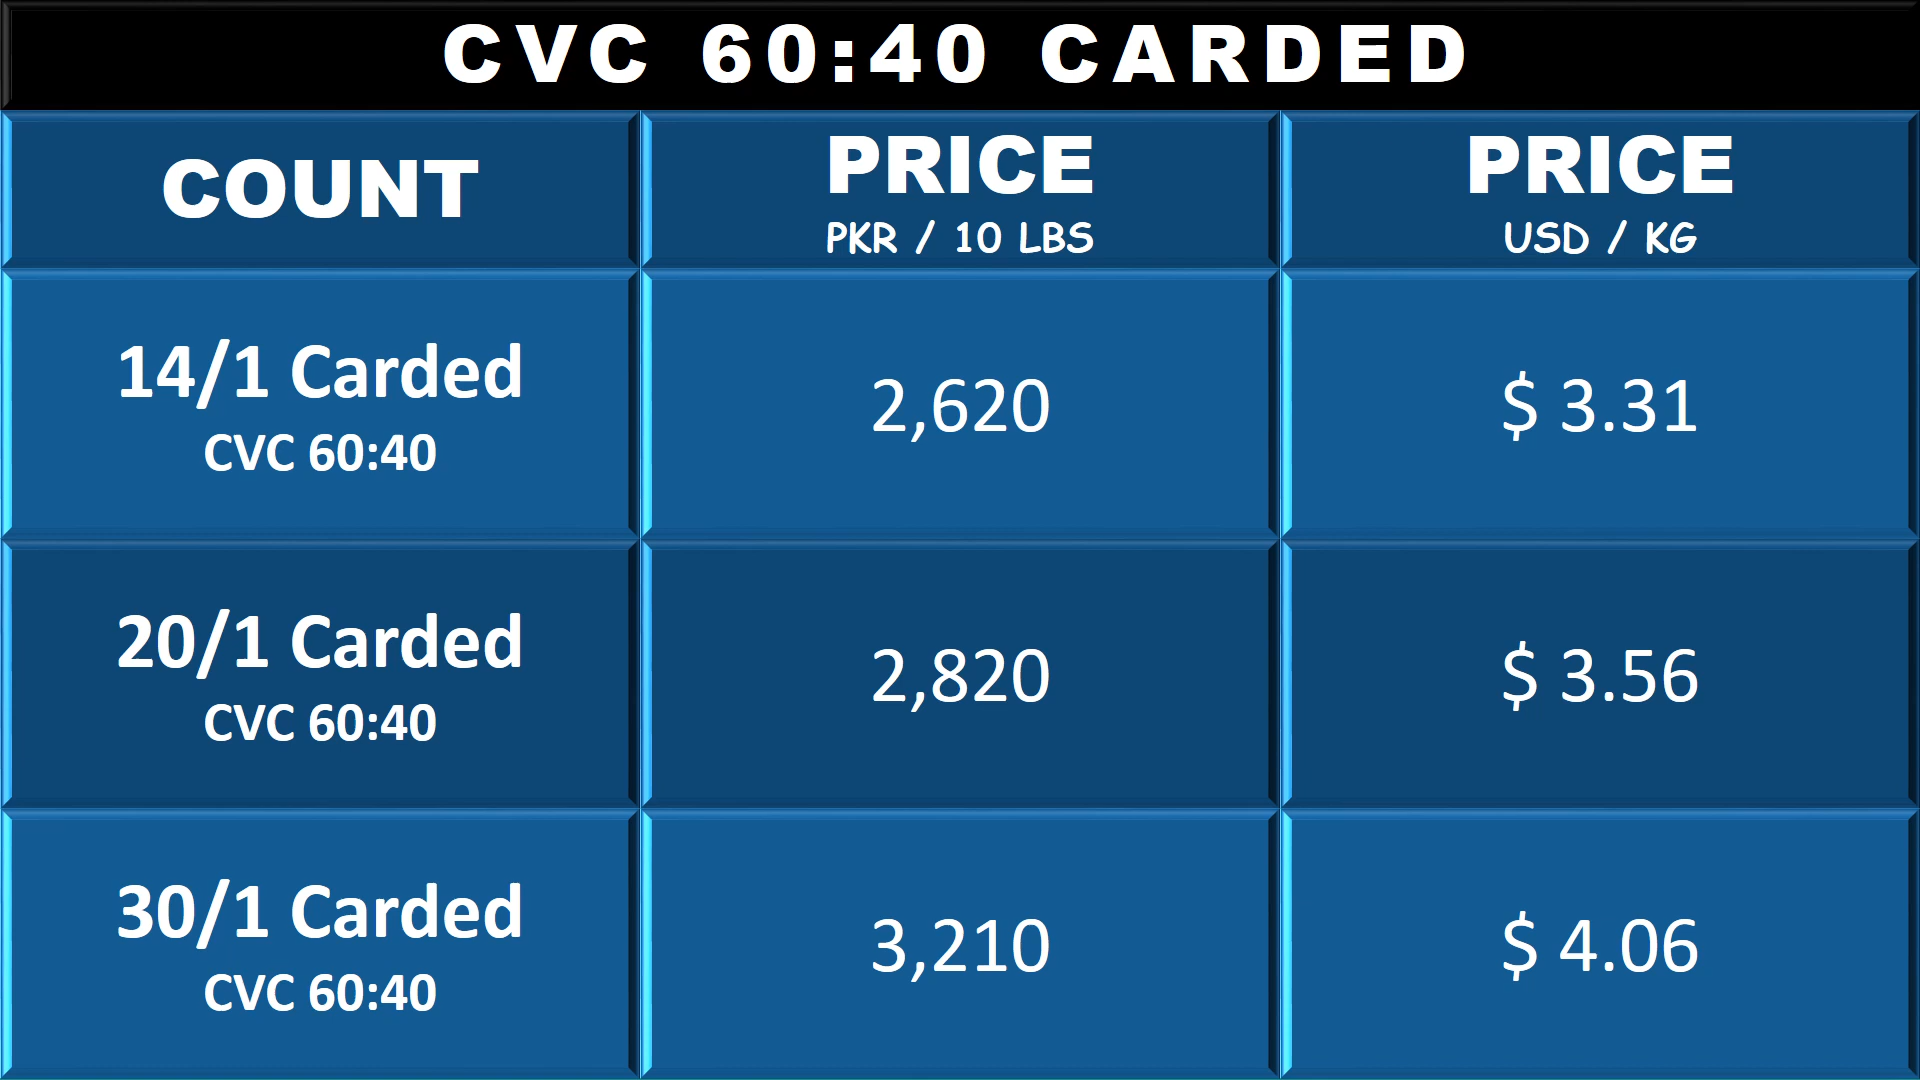 CVC 60:40 CARDED
COUNT
PRICE
PKR / 10 LBS
PRICE
USD / KG
14/1 Carded
CVC 60:40
2,620
$ 3.31
20/1 Carded
CVC 60:40
2,820
$ 3.56
30/1 Carded
CVC 60:40
3,210
$ 4.06